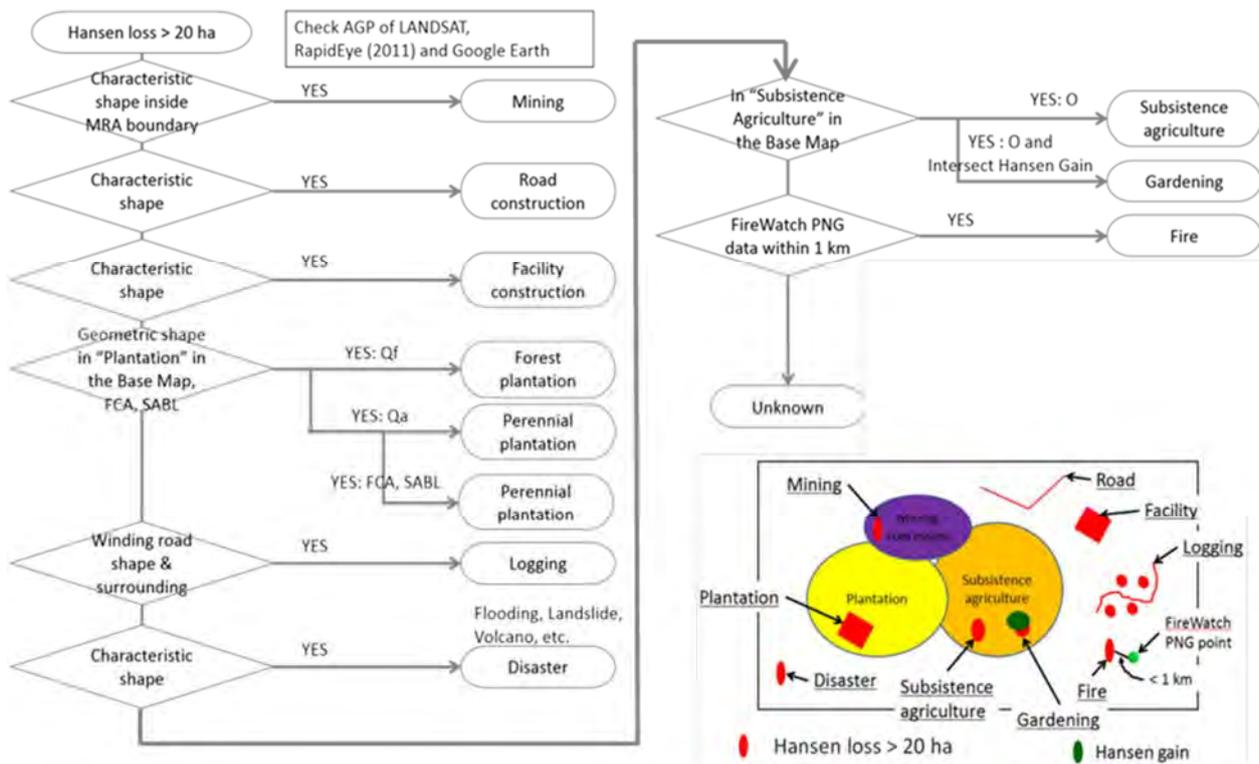 Hansen loss > 20 ha
Check AGP of LANDSAT,
RapidEye (2011) and Google Earth
Characteristic
shape inside
MRA boundary
YES
Mining
Characteristic
shape
YES
Road
construction
Characteristic
shape
YES
Facility
construction
Geometric shape
in “Plantation” in
the Base Map,
FCA, SABL
YES: Qf
Forest
plantation
YES: Qa
Perennial
plantation
YES: FCA, SABL
Perennial
plantation
Winding road
shape &
surrounding
YES
Logging
Characteristic
shape
YES
Flooding, Landslide,
Volcano, etc.
Disaster
In “Subsistence
Agriculture” in
the Base Map
YES: O
Subsistence
agriculture
YES : O and
Intersect Hansen Gain
Gardening
FireWatch PNG
data within 1 km
YES
Fire
Unknown
Mining
Road
Facility
Logging
Plantation
Plantation
Subsistence
agriculture
FireWatch
PNG point
< 1 km
Disaster
Subsistence
agriculture
Gardening
Fire
Hansen loss > 20 ha
Hansen gain